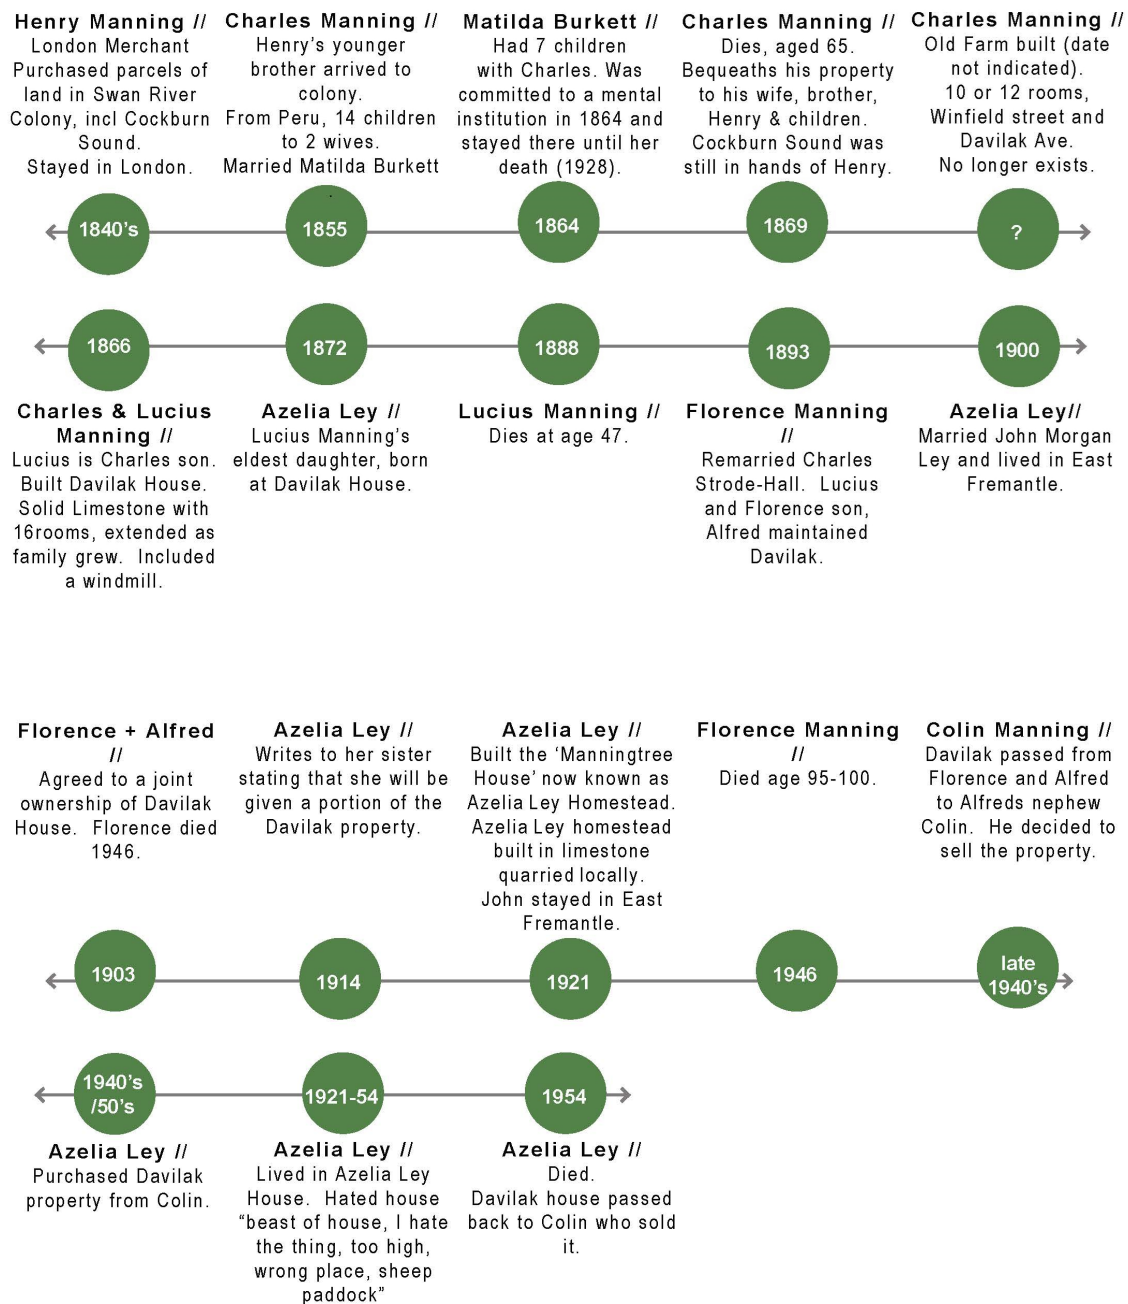 Henry Manning //
London Merchant
Purchased parcels of
land in Swan River
Colony, incl Cockburn
Sound.
Stayed in London.
Charles Manning //
Henry's younger
brother arrived to
colony.
From Peru, 14 children
to 2 wives.
Married Matilda Burkett
Matilda Burkett //
Had 7 children
with Charles. Was
committed to a mental
institution in 1864 and
stayed there until her
death (1928).
Charles Manning //
Dies, aged 65.
Bequeaths his property
to his wife, brother,
Henry & children.
Cockburn Sound was
still in hands of Henry.
Charles Manning //
Old Farm built (date
not indicated).
10 or 12 rooms,
Winfield street and
Davilak Ave.
No longer exists.
1840's
1855
1864
1869
?
1866
1872
1888
1893
1900
Charles & Lucius
Manning //
Lucius is Charles son.
Built Davilak House.
Solid Limestone with
16rooms, extended as
family grew. Included
a windmill.
Azelia Ley //
Lucius Manning's
eldest daughter, born
at Davilak House.
Lucius Manning //
Dies at age 47.
Florence Manning
//
Remarried Charles
Strode-Hall. Lucius
and Florence son,
Alfred maintained
Davilak.
Azelia Ley//
Married John Morgan
Ley and lived in East
Fremantle.
Florence + Alfred
//
Agreed to a joint
ownership of Davilak
House. Florence died
1946.
Azelia Ley //
Writes to her sister
stating that she will be
given a portion of the
Davilak property.
Azelia Ley //
Built the ‘Manningtree
House’ now known as
Azelia Ley Homestead.
Azelia Ley homestead
built in limestone
quarried locally.
John stayed in East
Fremantle.
Florence Manning
//
Died age 95-100.
Colin Manning //
Davilak passed from
Florence and Alfred
to Alfreds nephew
Colin. He decided to
sell the property.
1903
1914
1921
1946
late
1940's
1940's
/50's
1921-54
1954
Azelia Ley //
Purchased Davilak
property from Colin.
Azelia Ley //
Lived in Azelia Ley
House. Hated house
“beast of house, I hate
the thing, too high,
wrong place, sheep
paddock”
Azelia Ley //
Died.
Davilak house passed
back to Colin who sold
it.